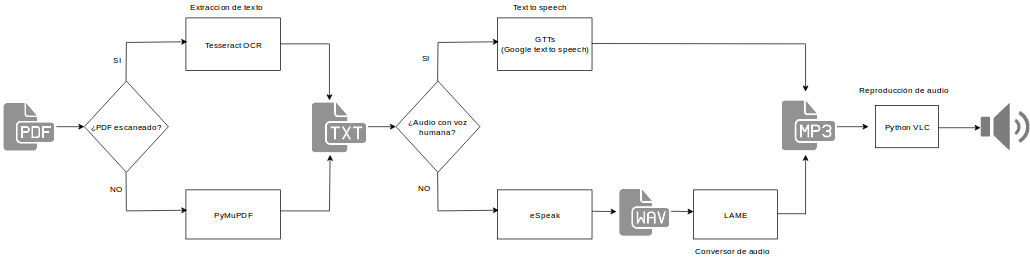 Extraccion de texto
Text to speech
SI
Tesseract OCR
SI
GTTs
(Google text to speech)
Reproducción de audio
PDF
¿PDF escaneado?
TXT
¿Audio con voz
humana?
MP3
Python VLC
NO
PyMuPDF
NO
eSpeak
WAV
LAME
Conversor de audio